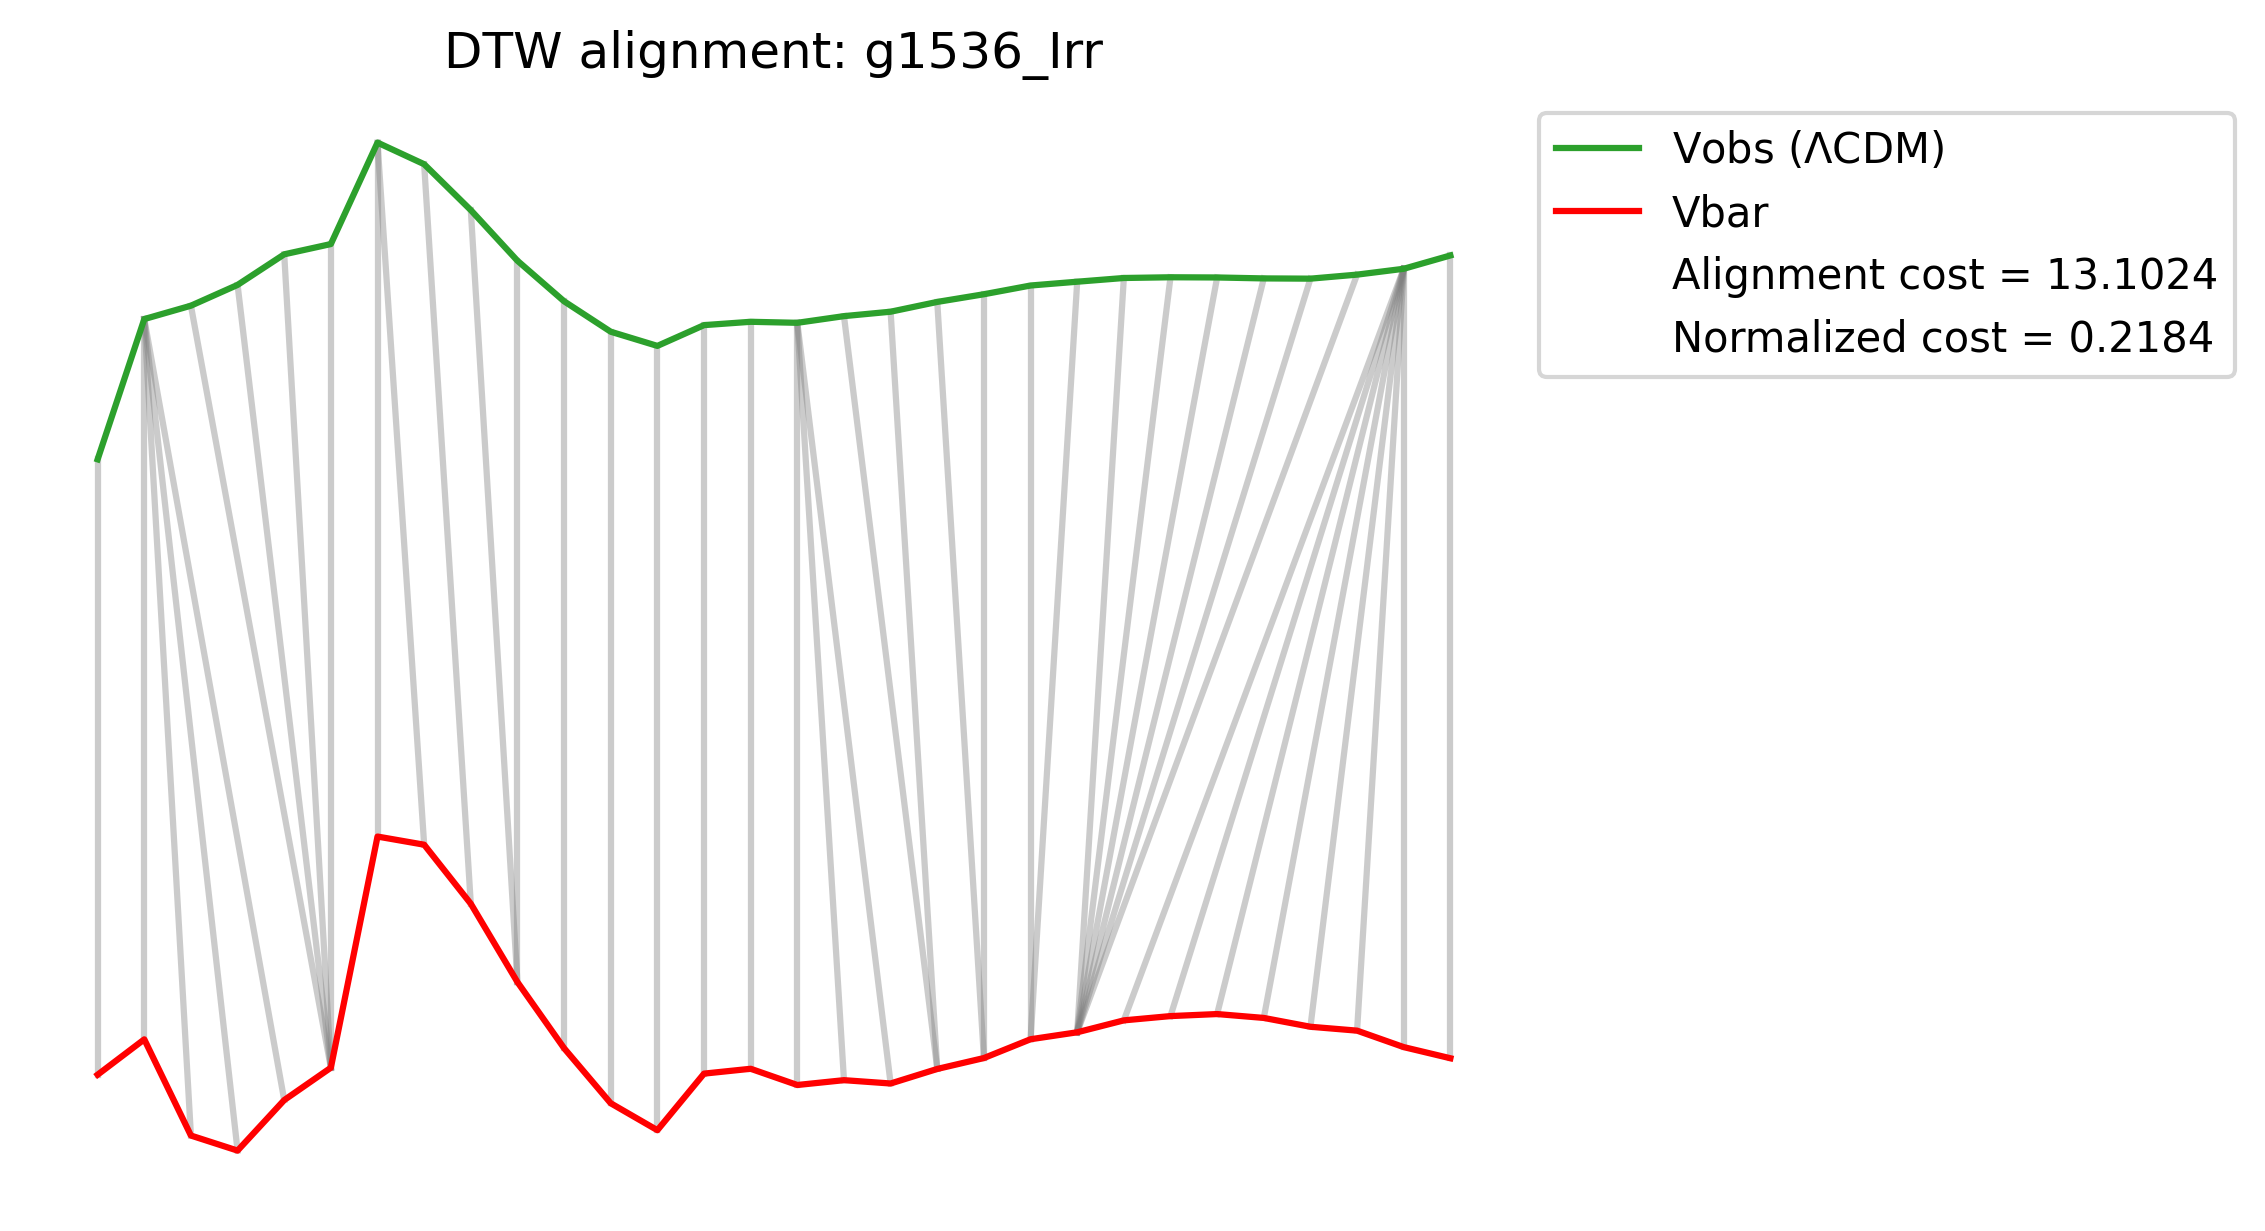 DTW alignment: g1536_Irr
Vobs (ΛCDM)
Vbar
Alignment cost = 13.1024
Normalized cost = 0.2184